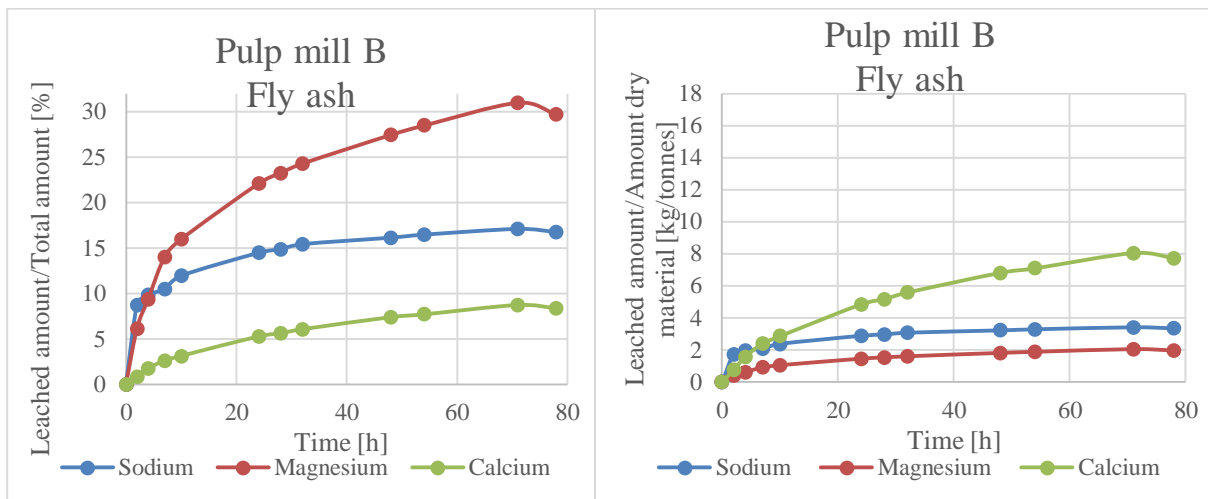 Pulp mill B
Fly ash
Leached amount/Total amount [%]
30
25
20
15
10
5
0
0 20 40 60 80
Time [h]
Sodium Magnesium Calcium
Pulp mill B
Fly ash
Leached amount/Amount dry
material [kg/tonnes]
18
16
14
12
10
8
6
4
2
0
0 20 40 60 80
Time [h]
Sodium Magnesium Calcium